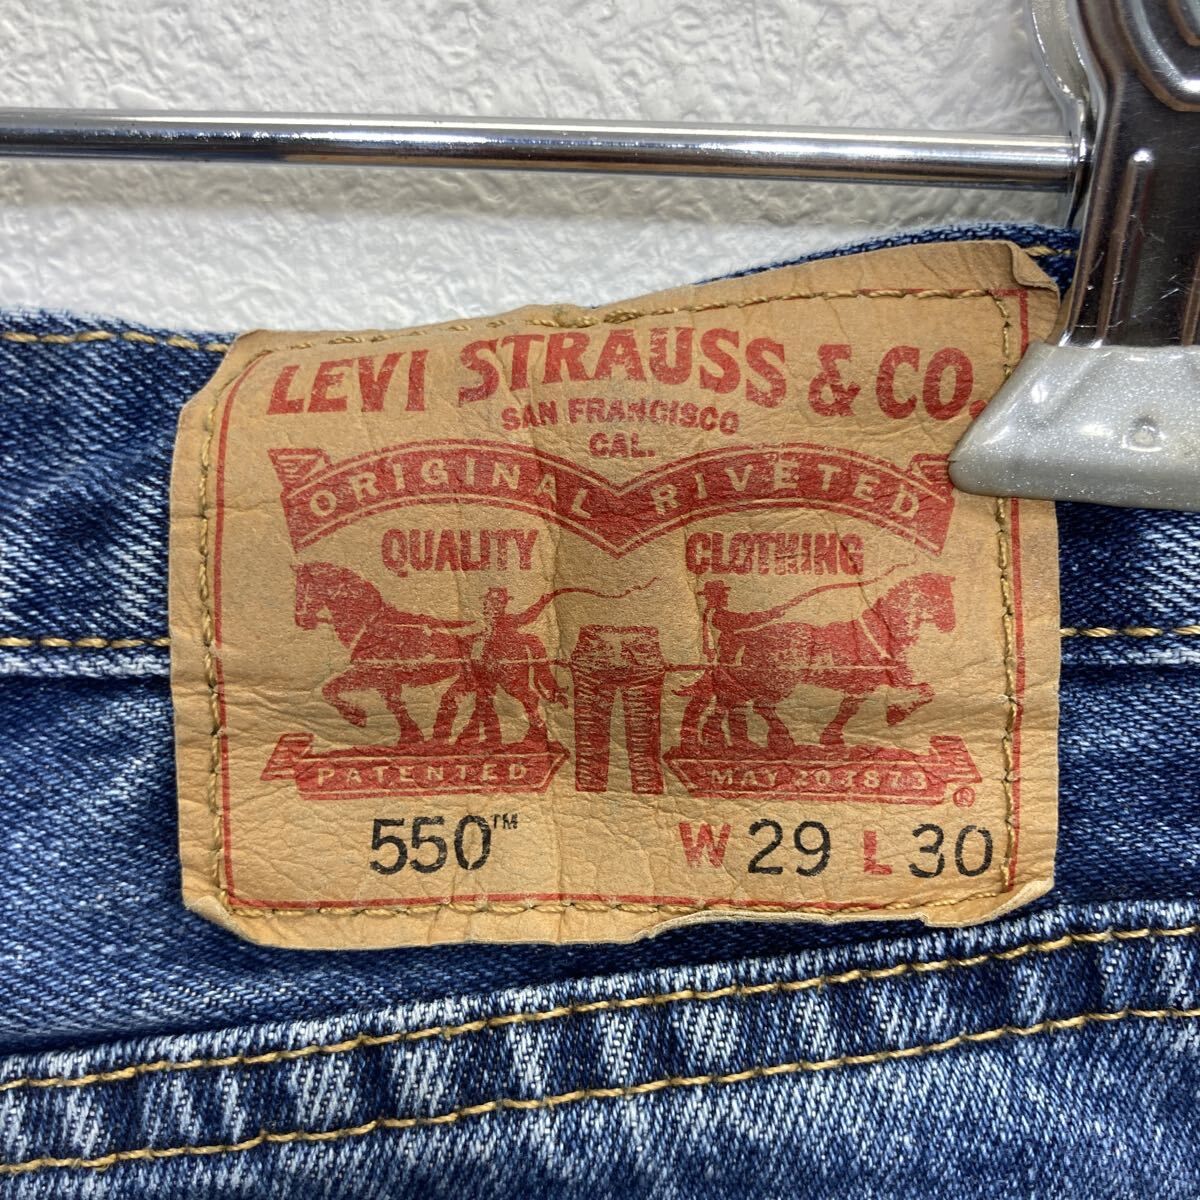 LEVI STRAUSS & CO.
SAN FRANCISCO
CAL.
ORIGINAL RIVETED
QUALITY CLOTHING
PATENTED MAY 20 1873 ®
550™ W 29 L 30